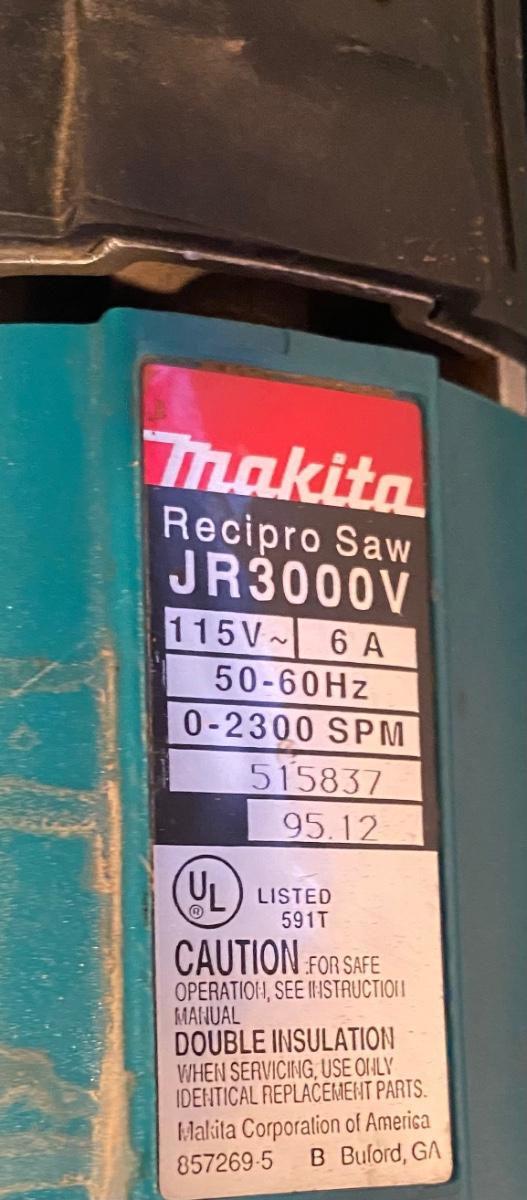 makita
Recipro Saw
JR3000V
115V~ 6 A
50-60Hz
0-2300 SPM
515837
95.12
UL® LISTED
591T
CAUTION :FOR SAFE
OPERATION, SEE INSTRUCTION
MANUAL
DOUBLE INSULATION
WHEN SERVICING, USE ONLY
IDENTICAL REPLACEMENT PARTS.
Makita Corporation of America
857269-5 B Buford, GA